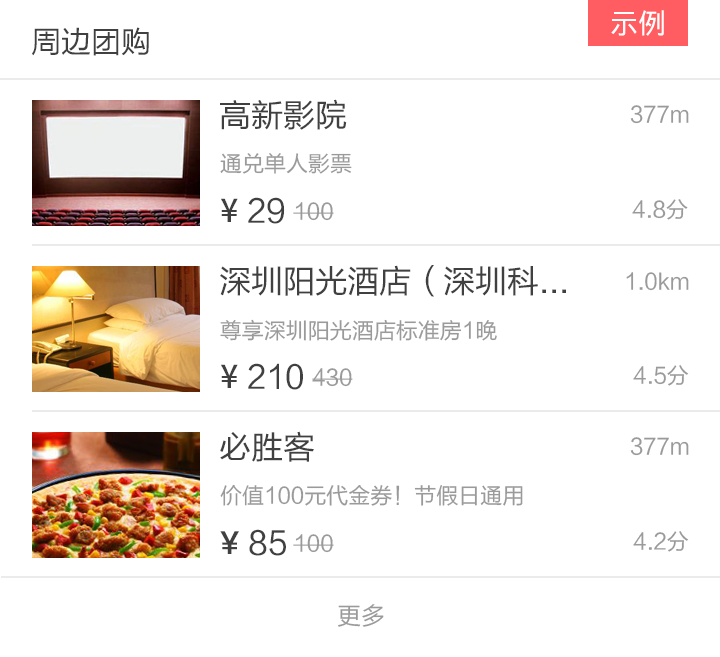 周边团购
示例
高新影院
377m
通兑单人影票
¥ 29 100
4.8分
深圳阳光酒店（深圳科...
1.0km
尊享深圳阳光酒店标准房1晚
¥ 210 430
4.5分
必胜客
377m
价值100元代金券！节假日通用
¥ 85 100
4.2分
更多